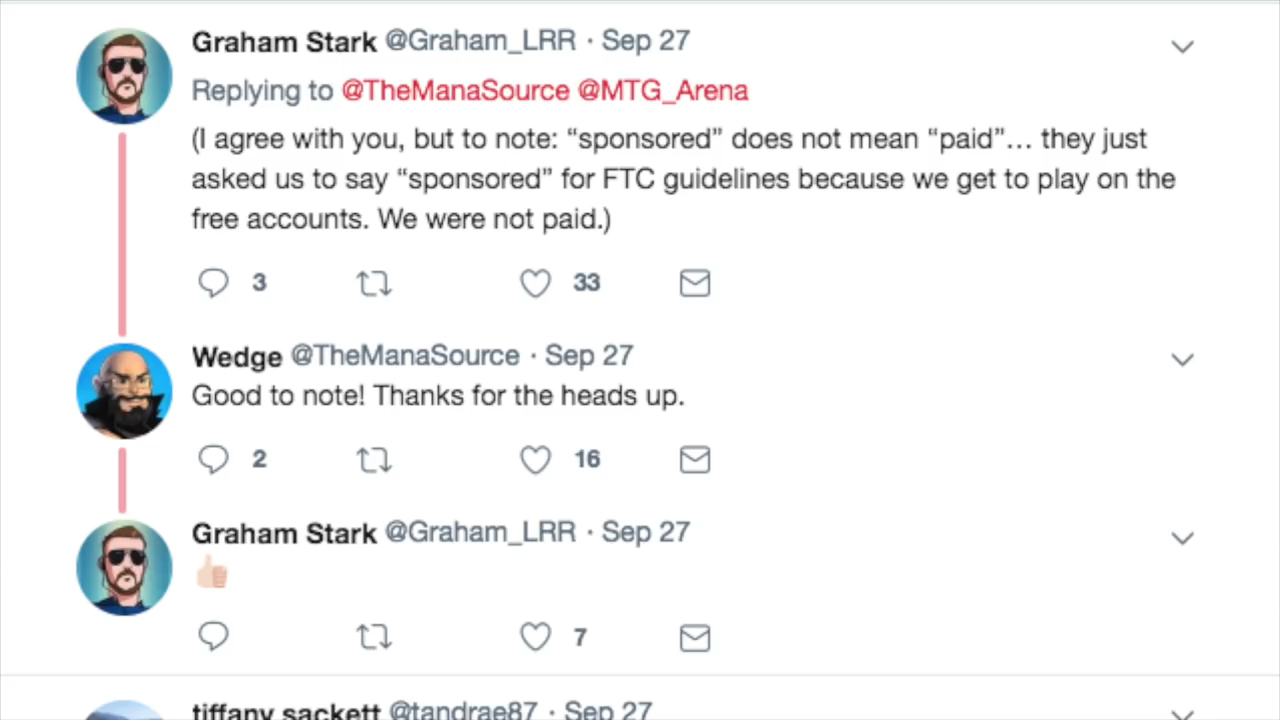 Graham Stark @Graham_LRR · Sep 27
Replying to @TheManaSource @MTG_Arena
(I agree with you, but to note: “sponsored” does not mean “paid”… they just
asked us to say “sponsored” for FTC guidelines because we get to play on the
free accounts. We were not paid.)
3 33
Wedge @TheManaSource · Sep 27
Good to note! Thanks for the heads up.
2 16
Graham Stark @Graham_LRR · Sep 27
👍🏻
7
tiffany sackett @tandrae87 · Sep 27